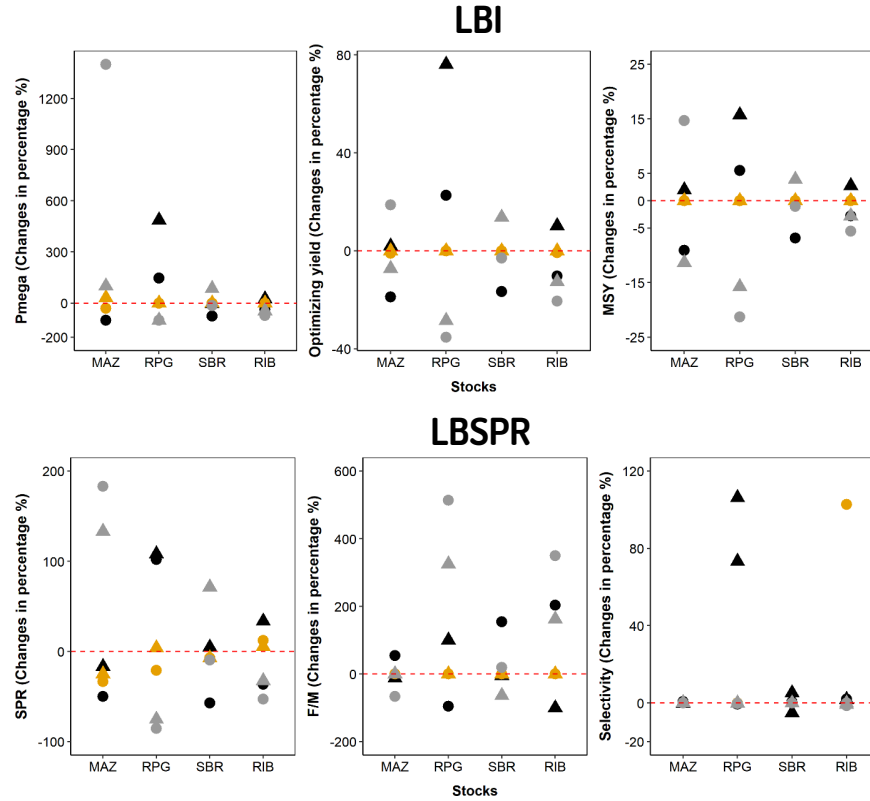 LBI
Pmega (Changes in percentage %)
1200
900
600
300
0
-200
MAZ RPG SBR RIB
Optimizing yield (Changes in percentage %)
80
40
0
-40
MAZ RPG SBR RIB
Stocks
MSY (Changes in percentage %)
25
15
5
0
-5
-15
-25
MAZ RPG SBR RIB
LBSPR
SPR (Changes in percentage %)
200
100
0
-100
MAZ RPG SBR RIB
F/M (Changes in percentage %)
600
400
200
0
-200
MAZ RPG SBR RIB
Stocks
Selectivity (Changes in percentage %)
120
80
40
0
-20
MAZ RPG SBR RIB